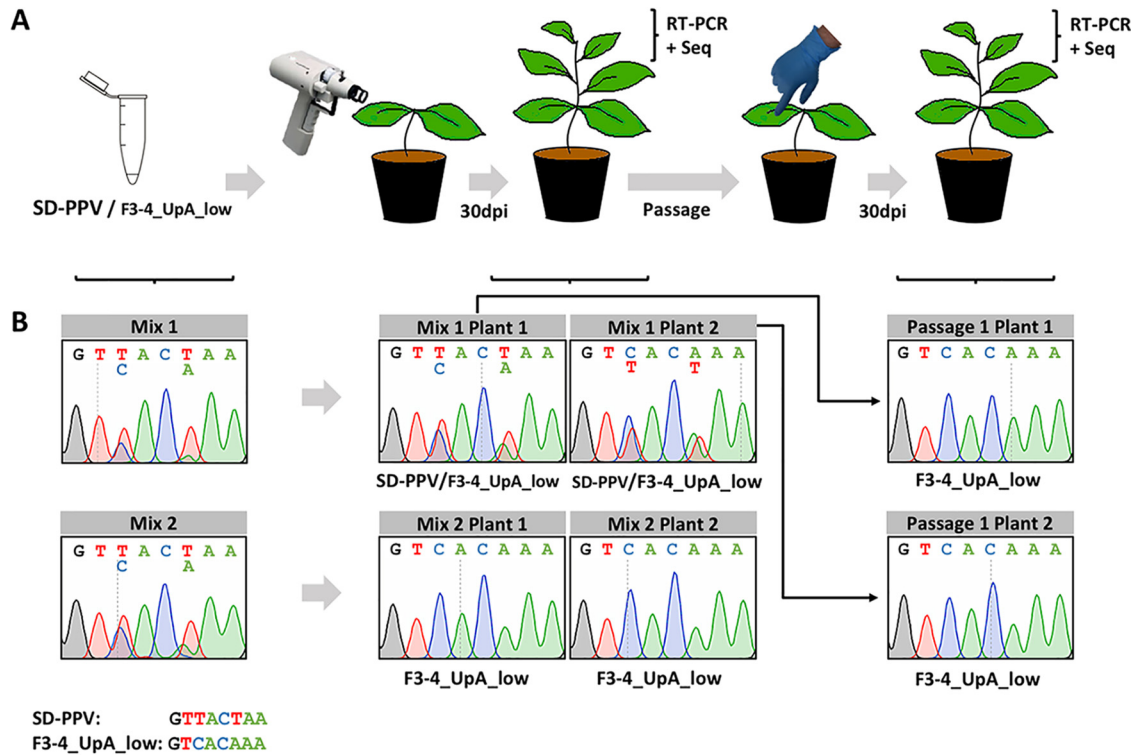 A
RT-PCR
+ Seq
RT-PCR
+ Seq
SD-PPV / F3-4_UpA_low
30dpi
Passage
30dpi
B
Mix 1
G T T A C T A A
C A
Mix 1 Plant 1
G T T A C T A A
C A
SD-PPV/F3-4_UpA_low
Mix 1 Plant 2
G T C A C A A A
T T
SD-PPV/F3-4_UpA_low
Passage 1 Plant 1
G T C A C A A A
F3-4_UpA_low
Mix 2
G T T A C T A A
C A
Mix 2 Plant 1
G T C A C A A A
F3-4_UpA_low
Mix 2 Plant 2
G T C A C A A A
F3-4_UpA_low
Passage 1 Plant 2
G T C A C A A A
F3-4_UpA_low
SD-PPV: GTTACTAA
F3-4_UpA_low: GTCACAAA